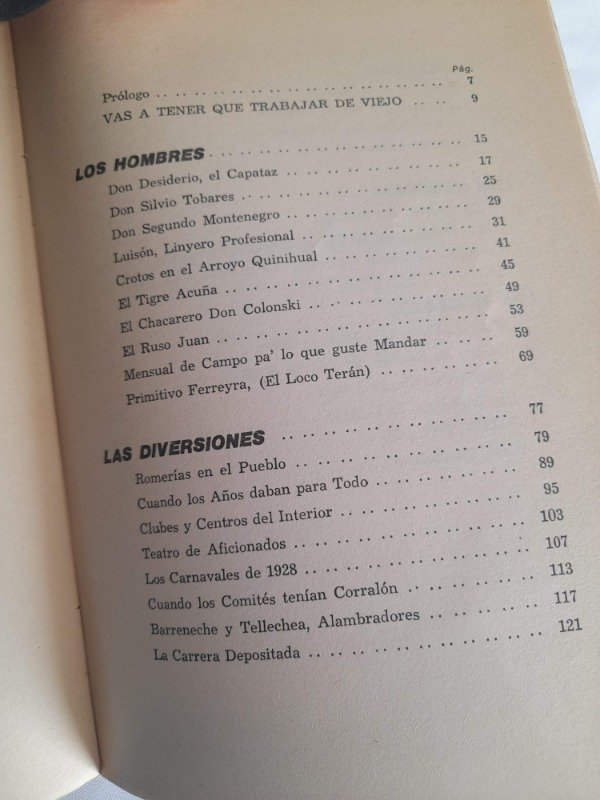 Pág.
Prólogo .. .. .. .. .. .. .. .. .. .. .. .. .. .. .. 7
VAS A TENER QUE TRABAJAR DE VIEJO .. .. 9
LOS HOMBRES .. .. .. .. .. .. .. .. .. .. .. .. 15
Don Desiderio, el Capataz .. .. .. .. .. .. .. .. 17
Don Silvio Tobares .. .. .. .. .. .. .. .. .. .. 25
Don Segundo Montenegro .. .. .. .. .. .. .. .. 29
Luisón, Linyero Profesional .. .. .. .. .. .. .. 31
Crotos en el Arroyo Quinihual .. .. .. .. .. .. 41
El Tigre Acuña .. .. .. .. .. .. .. .. .. .. .. 45
El Chacarero Don Colonski .. .. .. .. .. .. .. 49
El Ruso Juan .. .. .. .. .. .. .. .. .. .. .. 53
Mensual de Campo pa' lo que guste Mandar .. .. .. 59
Primitivo Ferreyra, (El Loco Terán) .. .. .. .. .. 69
LAS DIVERSIONES .. .. .. .. .. .. .. .. .. .. 77
Romerías en el Pueblo .. .. .. .. .. .. .. .. .. 79
Cuando los Años daban para Todo .. .. .. .. .. 89
Clubes y Centros del Interior .. .. .. .. .. .. .. 95
Teatro de Aficionados .. .. .. .. .. .. .. .. .. 103
Los Carnavales de 1928 .. .. .. .. .. .. .. .. .. 107
Cuando los Comités tenían Corralón .. .. .. .. .. 113
Barreneche y Tellechea, Alambradores .. .. .. .. 117
La Carrera Depositada .. .. .. .. .. .. .. .. .. 121